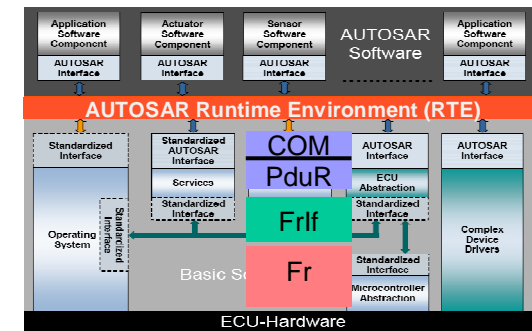 Application
Software
Component
AUTOSAR
Interface
Actuator
Software
Component
AUTOSAR
Interface
Sensor
Software
Component
AUTOSAR
Interface
AUTOSAR
Software
Application
Software
Component
AUTOSAR
Interface
AUTOSAR Runtime Environment (RTE)
Standardized
Interface
Operating
System
Standardized
Interface
Standardized
AUTOSAR
Interface
Services
Standardized
Interface
COM
PduR
FrIf
Fr
AUTOSAR
Interface
ECU
Abstraction
Standardized
Interface
Standardized
Interface
Microcontroller
Abstraction
AUTOSAR
Interface
Complex
Device
Drivers
Basic
ECU-Hardware